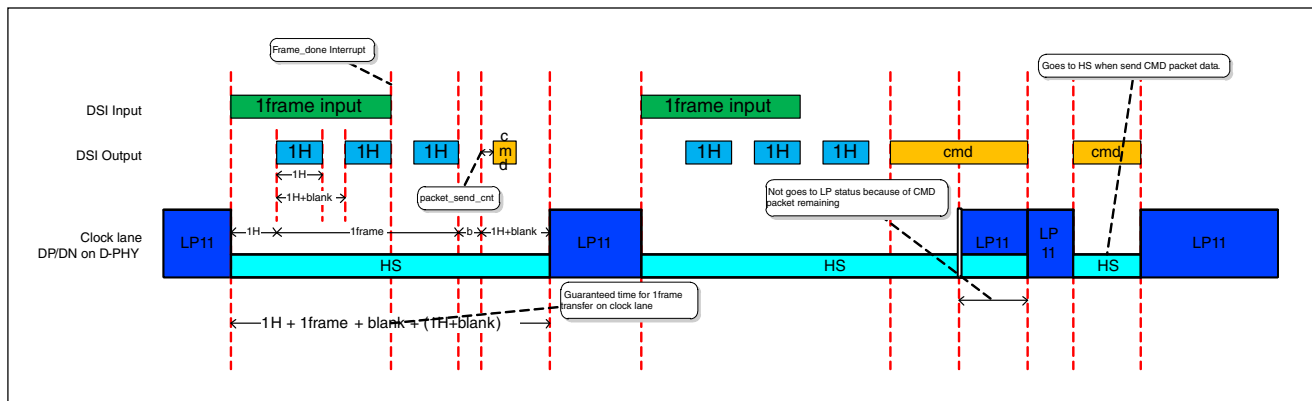 Frame_done Interrupt
Goes to HS when send CMD packet data.
DSI Input
1frame input
1frame input
DSI Output
1H
1H
1H
c
m
d
1H
1H
1H
cmd
cmd
1H
1H+blank
packet_send_cnt
Not goes to LP status because of CMD
packet remaining
Clock lane
DP/DN on D-PHY
LP11
1H
1frame
b
1H+blank
LP11
LP11
LP
11
LP11
HS
HS
HS
Guaranteed time for 1frame
transfer on clock lane
1H + 1frame + blank + (1H+blank)